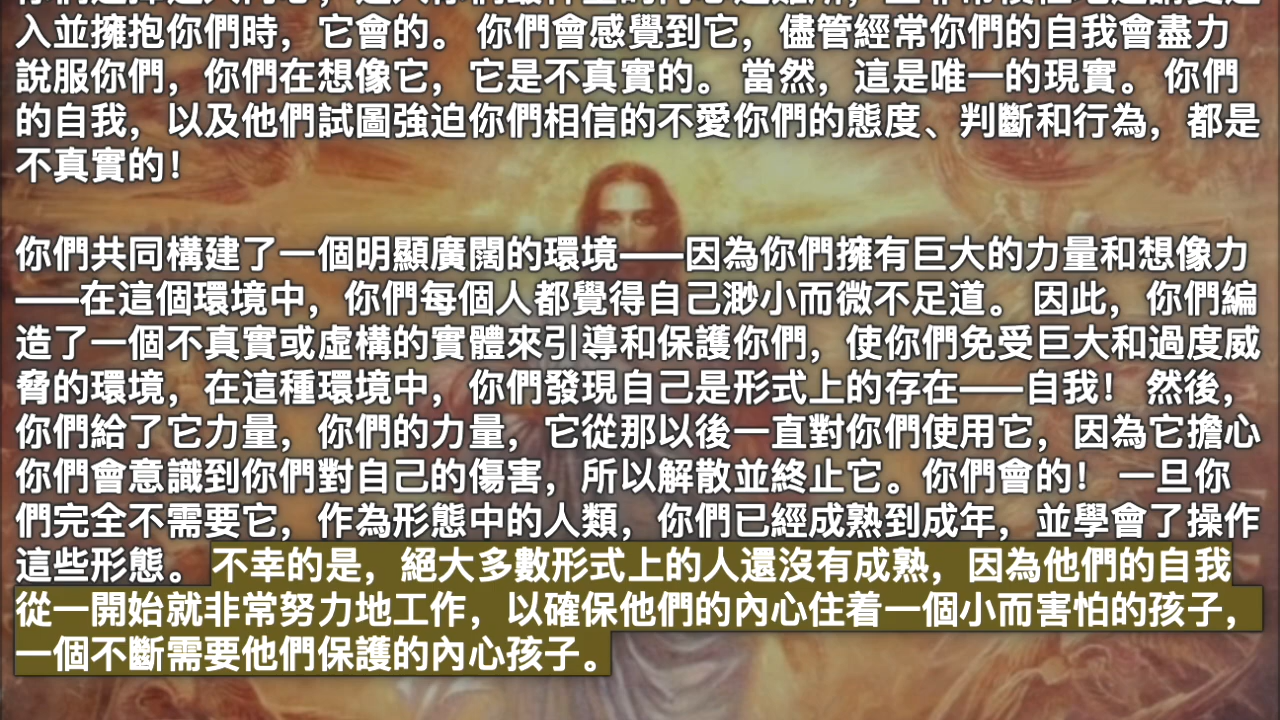 入並擁抱你們時，它會的。 你們會感覺到它，儘管經常你們的自我會盡力
說服你們，你們在想像它，它是不真實的。 當然，這是唯一的現實。 你們
的自我，以及他們試圖強迫你們相信的不愛你們的態度、判斷和行為，都是
不真實的！
你們共同構建了一個明顯廣闊的環境——因為你們擁有巨大的力量和想像力
——在這個環境中，你們每個人都覺得自己渺小而微不足道。 因此，你們編
造了一個不真實或虛構的實體來引導和保護你們，使你們免受巨大和過度威
脅的環境，在這種環境中，你們發現自己是形式上的存在——自我！ 然後，
你們給了它力量，你們的力量，它從那以後一直對你們使用它，因為它擔心
你們會意識到你們對自己的傷害，所以解散並終止它。你們會的！ 一旦你
們完全不需要它，作為形態中的人類，你們已經成熟到成年，並學會了操作
這些形態。 不幸的是，絕大多數形式上的人還沒有成熟，因為他們的自我
從一開始就非常努力地工作，以確保他們的內心住着一個小而害怕的孩子，
一個不斷需要他們保護的內心孩子。